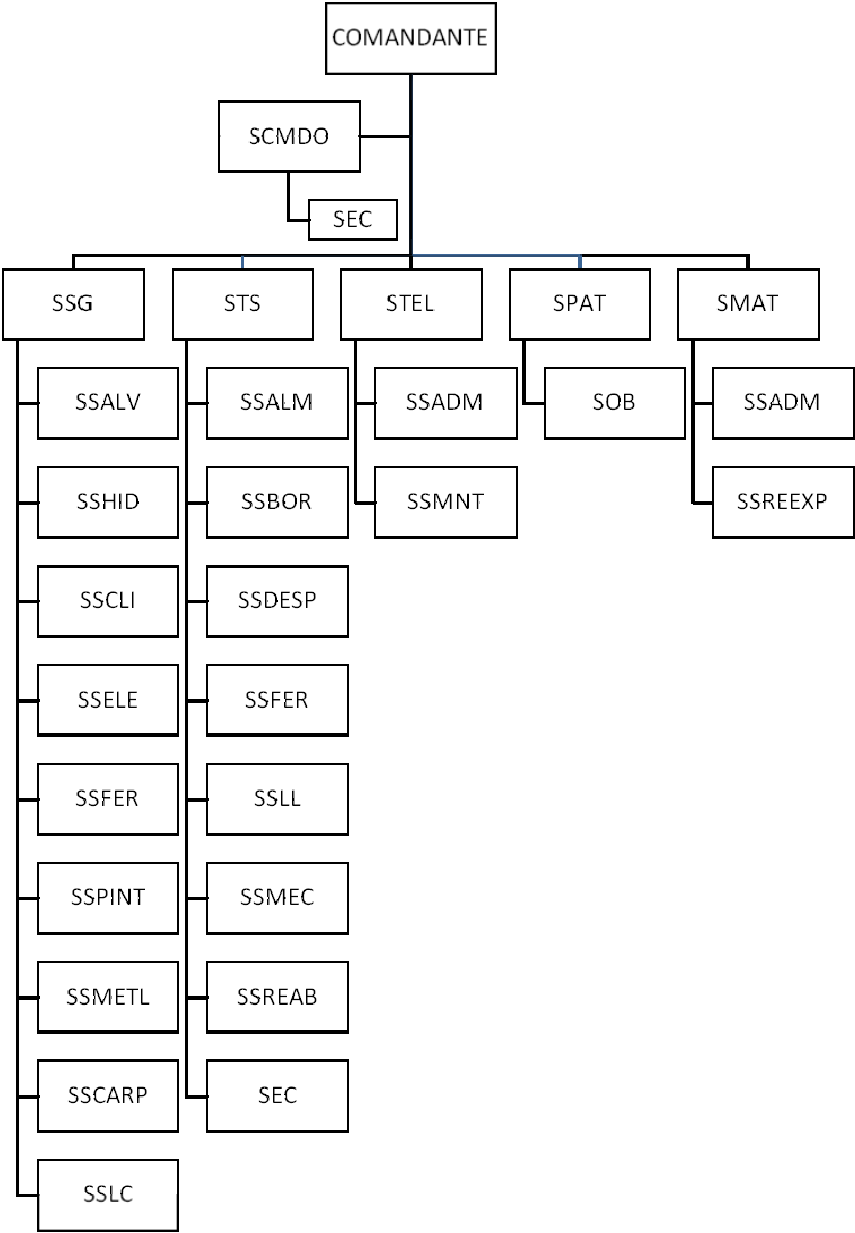 COMANDANTE
SCMDO
SEC
SSG
STS
STEL
SPAT
SMAT
SSALV
SSALM
SSADM
SOB
SSADM
SSHID
SSBOR
SSMNT
SSREEXP
SSCLI
SSDESP
SSELE
SSFER
SSFER
SSLL
SSPINT
SSMEC
SSMETL
SSREAB
SSCARP
SEC
SSLC